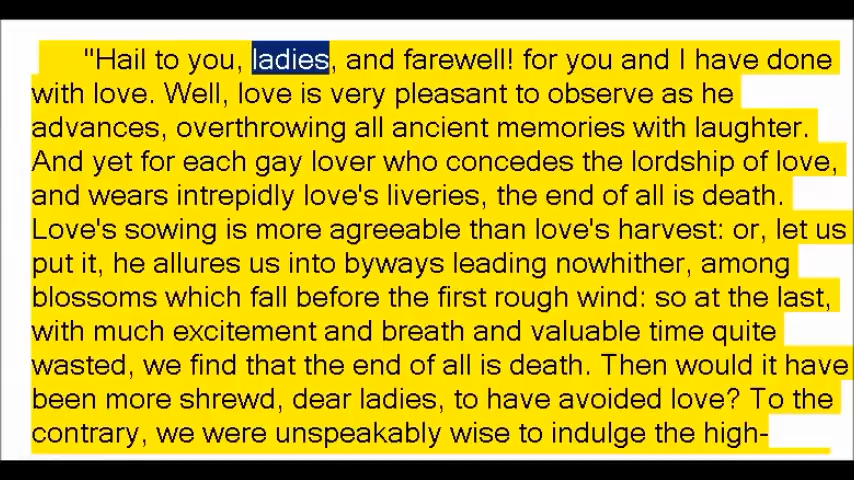 "Hail to you, ladies, and farewell! for you and I have done
with love. Well, love is very pleasant to observe as he
advances, overthrowing all ancient memories with laughter.
And yet for each gay lover who concedes the lordship of love,
and wears intrepidly love's liveries, the end of all is death.
Love's sowing is more agreeable than love's harvest: or, let us
put it, he allures us into byways leading nowhither, among
blossoms which fall before the first rough wind: so at the last,
with much excitement and breath and valuable time quite
wasted, we find that the end of all is death. Then would it have
been more shrewd, dear ladies, to have avoided love? To the
contrary, we were unspeakably wise to indulge the high-